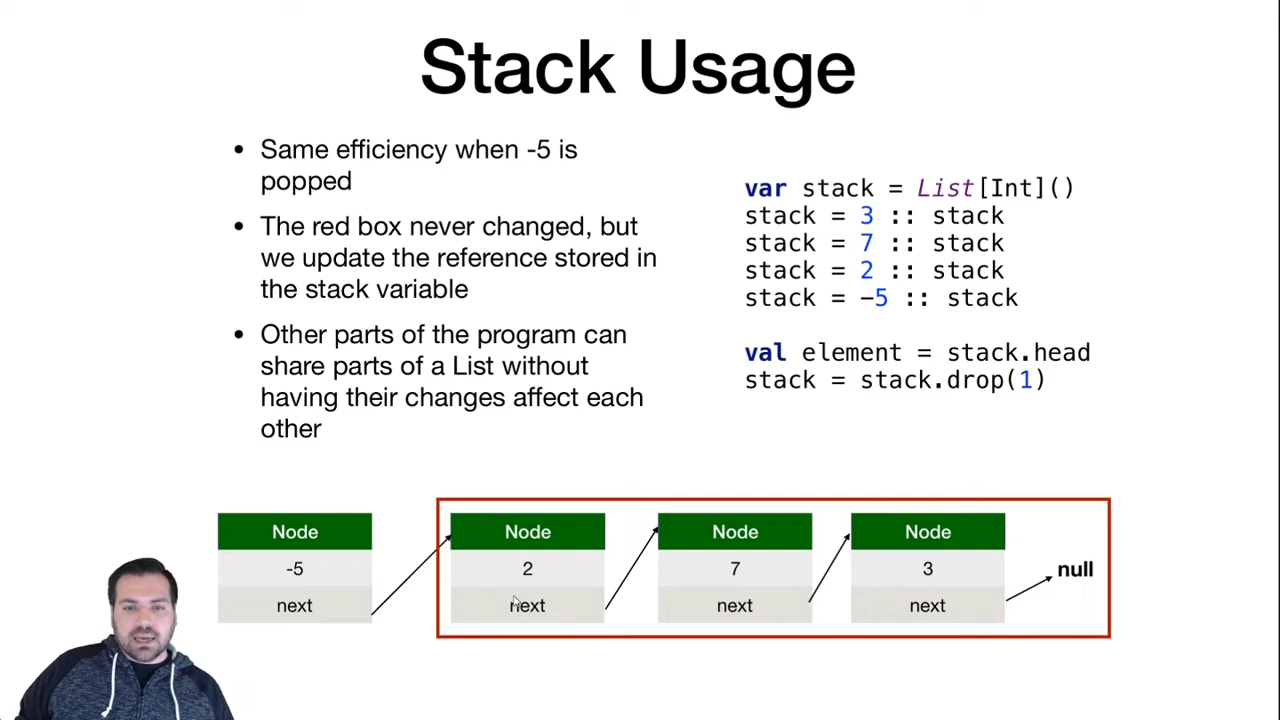 Stack Usage
• Same efficiency when -5 is
popped
• The red box never changed, but
we update the reference stored in
the stack variable
• Other parts of the program can
share parts of a List without
having their changes affect each
other
var stack = List[Int]()
stack = 3 :: stack
stack = 7 :: stack
stack = 2 :: stack
stack = -5 :: stack
val element = stack.head
stack = stack.drop(1)
Node
-5
next
Node
2
next
Node
7
next
Node
3
next
null